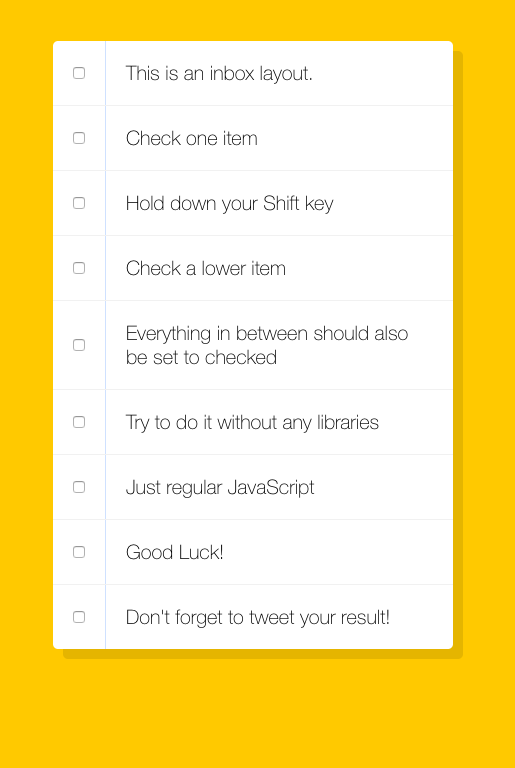 This is an inbox layout.
Check one item
Hold down your Shift key
Check a lower item
Everything in between should also
be set to checked
Try to do it without any libraries
Just regular JavaScript
Good Luck!
Don't forget to tweet your result!